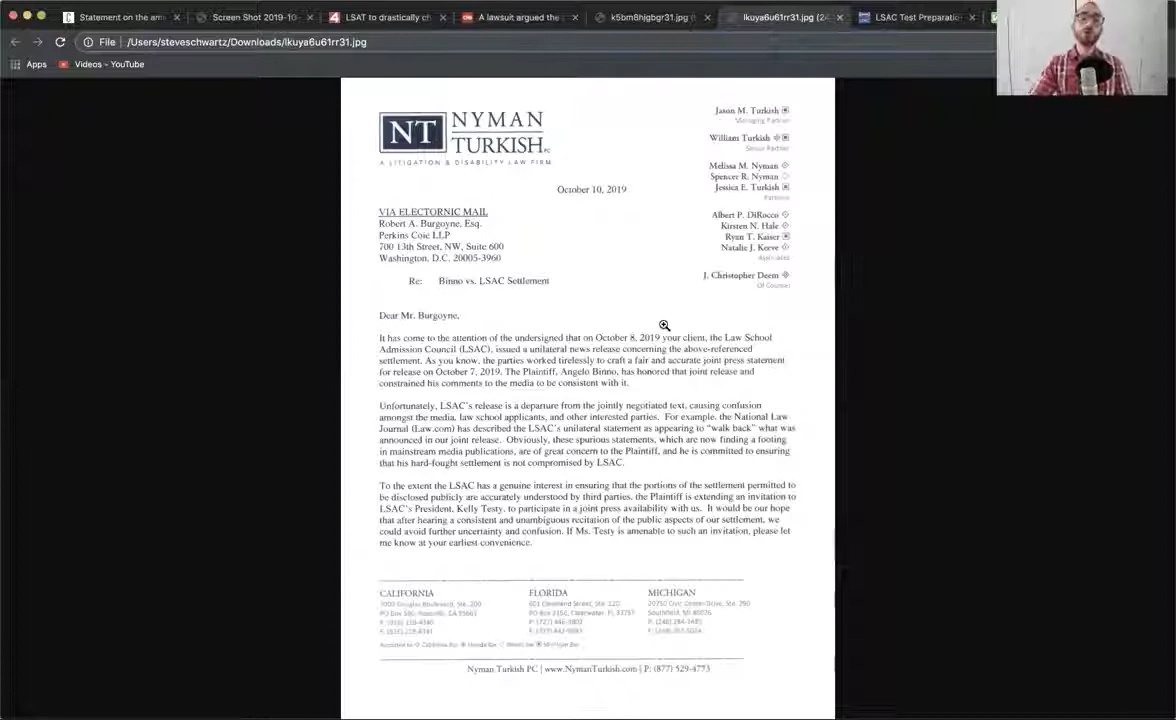 Statement on the am
Screen Shot 2019-10-
LSAT to drastically ch
A lawsuit argued the
k5bm8hjgbgr31.jpg
lkuya6u61rr31.jpg (24
LSAC Test Preparatio
File /Users/steveschwartz/Downloads/lkuya6u61rr31.jpg
Apps Videos - YouTube
NT NYMAN
TURKISH PC
A LITIGATION & DISABILITY LAW FIRM
Jason M. Turkish
Managing Partner
William Turkish
Senior Partner
Melissa M. Nyman
Spencer R. Nyman
Jessica E. Turkish
Partners
Albert P. DiRocco
Kirsten N. Hale
Ryan T. Kaiser
Natalie J. Keeve
Associates
J. Christopher Deem
Of Counsel
October 10, 2019
VIA ELECTORNIC MAIL
Robert A. Burgoyne, Esq.
Perkins Coie LLP
700 13th Street, NW, Suite 600
Washington, D.C. 20005-3960
Re: Binno vs. LSAC Settlement
Dear Mr. Burgoyne,
It has come to the attention of the undersigned that on October 8, 2019 your client, the Law School
Admission Council (LSAC), issued a unilateral news release concerning the above-referenced
settlement. As you know, the parties worked tirelessly to craft a fair and accurate joint press statement
for release on October 7, 2019. The Plaintiff, Angelo Binno, has honored that joint release and
constrained his comments to the media to be consistent with it.
Unfortunately, LSAC's release is a departure from the jointly negotiated text, causing confusion
amongst the media, law school applicants, and other interested parties. For example, the National Law
Journal (Law.com) has described the LSAC's unilateral statement as appearing to "walk back" what was
announced in our joint release. Obviously, these spurious statements, which are now finding a footing
in mainstream media publications, are of great concern to the Plaintiff, and he is committed to ensuring
that his hard-fought settlement is not compromised by LSAC.
To the extent the LSAC has a genuine interest in ensuring that the portions of the settlement permitted to
be disclosed publicly are accurately understood by third parties, the Plaintiff is extending an invitation to
LSAC's President, Kelly Testy, to participate in a joint press availability with us. It would be our hope
that after hearing a consistent and unambiguous recitation of the public aspects of our settlement, we
could avoid further uncertainty and confusion. If Ms. Testy is amenable to such an invitation, please let
me know at your earliest convenience.
CALIFORNIA
FLORIDA
MICHIGAN
Nyman Turkish PC | www.NymanTurkish.com | P: (877) 529-4773